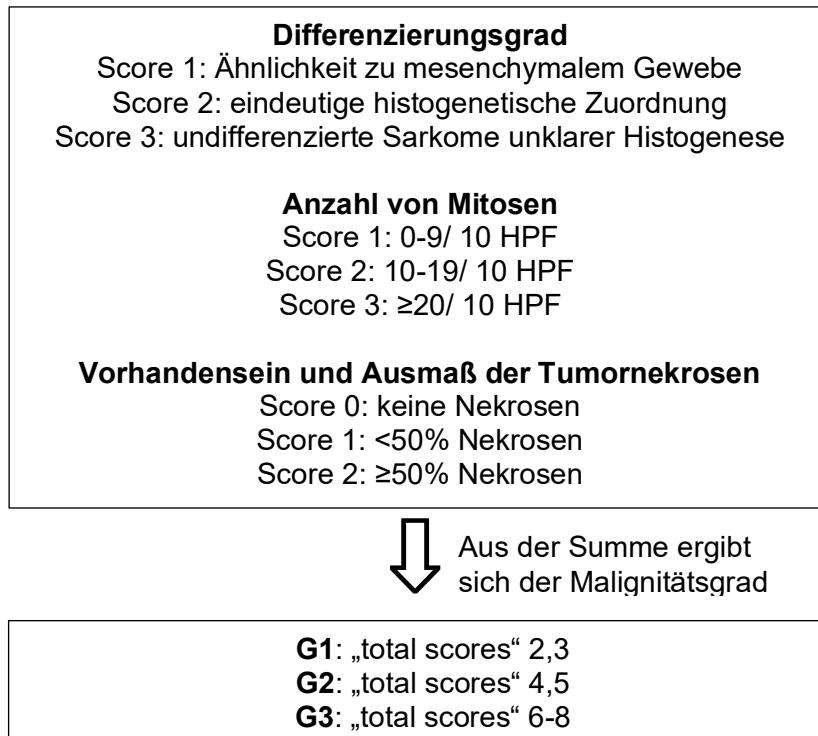 Differenzierungsgrad
Score 1: Ähnlichkeit zu mesenchymalem Gewebe
Score 2: eindeutige histogenetische Zuordnung
Score 3: undifferenzierte Sarkome unklarer Histogenese
Anzahl von Mitosen
Score 1: 0-9/ 10 HPF
Score 2: 10-19/ 10 HPF
Score 3: ≥20/ 10 HPF
Vorhandensein und Ausmaß der Tumornekrosen
Score 0: keine Nekrosen
Score 1: <50% Nekrosen
Score 2: ≥50% Nekrosen
Aus der Summe ergibt
sich der Malignitätsgrad
G1: „total scores“ 2,3
G2: „total scores“ 4,5
G3: „total scores“ 6-8